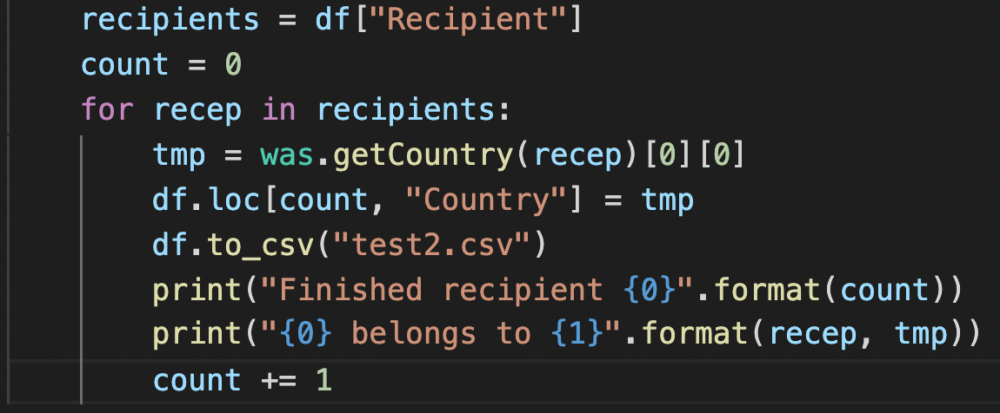 recipients = df["Recipient"]
count = 0
for recep in recipients:
tmp = was.getCountry(recep)[0][0]
df.loc[count, "Country"] = tmp
df.to_csv("test2.csv")
print("Finished recipient {0}".format(count))
print("{0} belongs to {1}".format(recep, tmp))
count += 1